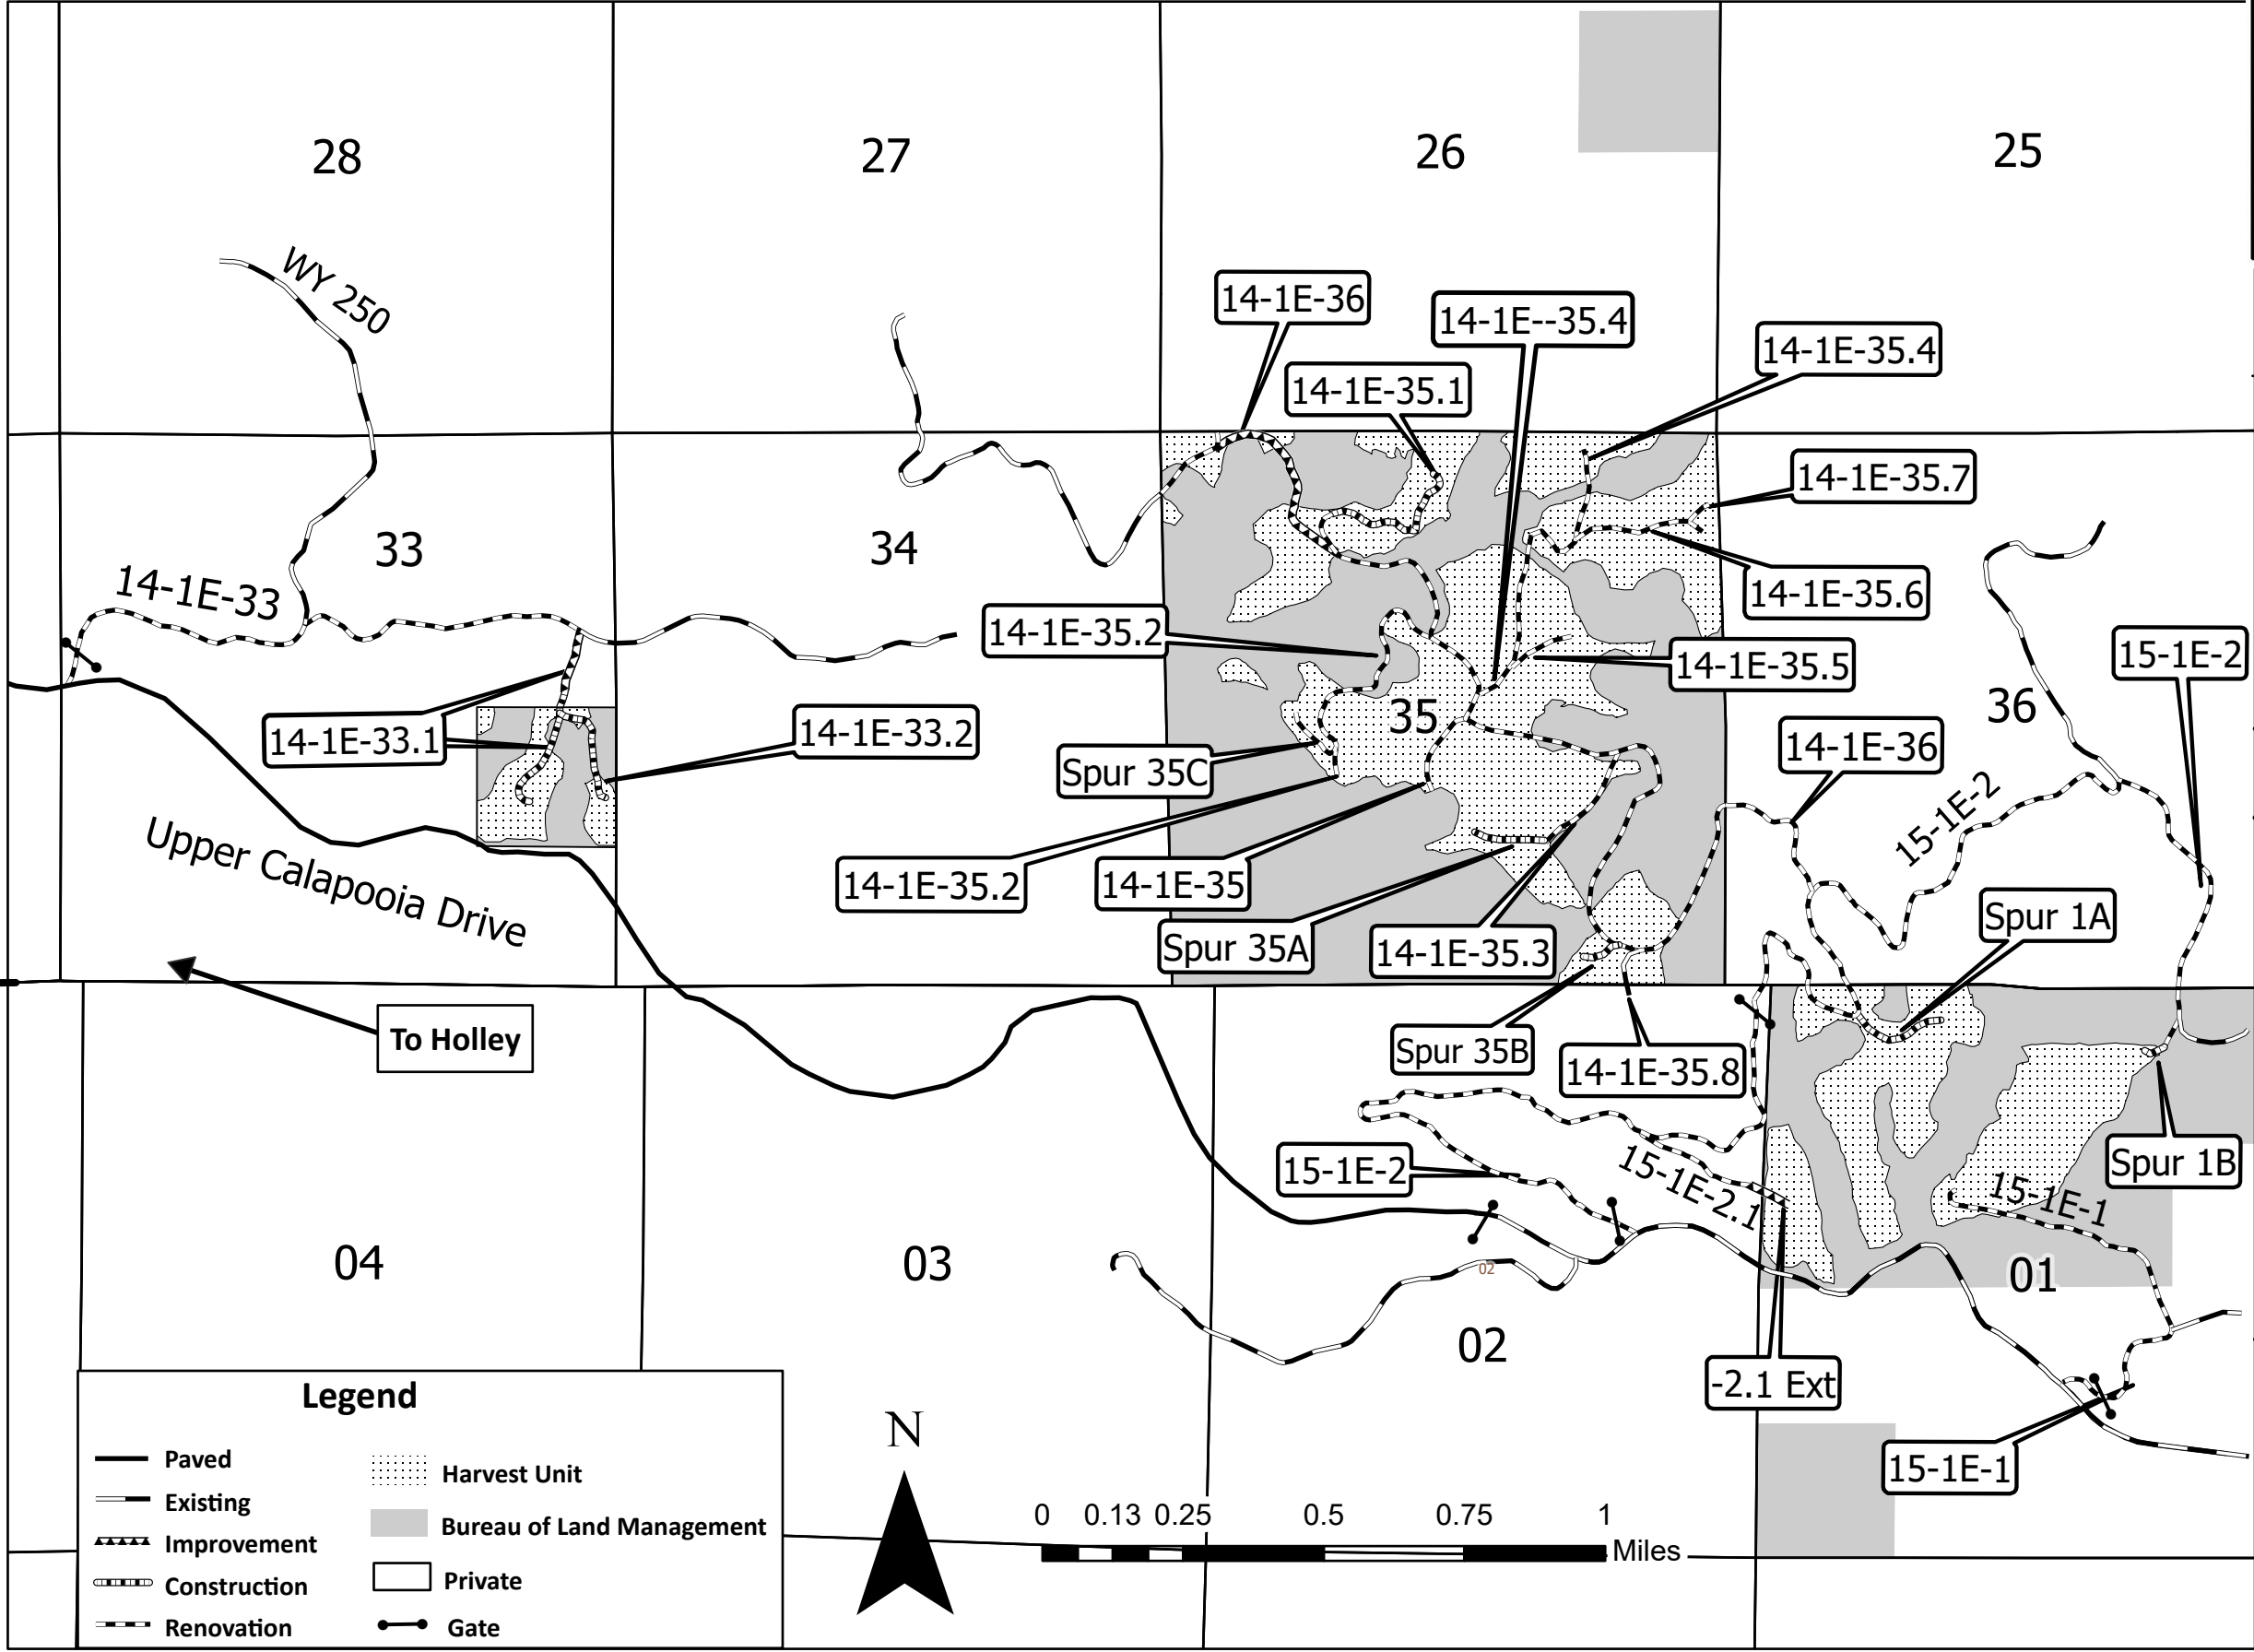 28
27
26
25
WY 250
14-1E-36
14-1E--35.4
14-1E-35.4
14-1E-35.1
14-1E-35.7
33
34
14-1E-33
14-1E-35.6
14-1E-35.2
14-1E-35.5
15-1E-2
35
36
14-1E-33.1
14-1E-33.2
Spur 35C
14-1E-36
15-1E-2
Upper Calapooia Drive
14-1E-35.2
14-1E-35
Spur 35A
14-1E-35.3
Spur 1A
To Holley
Spur 35B
14-1E-35.8
15-1E-2
15-1E-2.1
Spur 1B
15-1E-1
04
03
02
01
02
-2.1 Ext
15-1E-1
Legend
Paved
Existing
Improvement
Construction
Renovation
Harvest Unit
Bureau of Land Management
Private
Gate
N
0 0.13 0.25 0.5 0.75 1
Miles